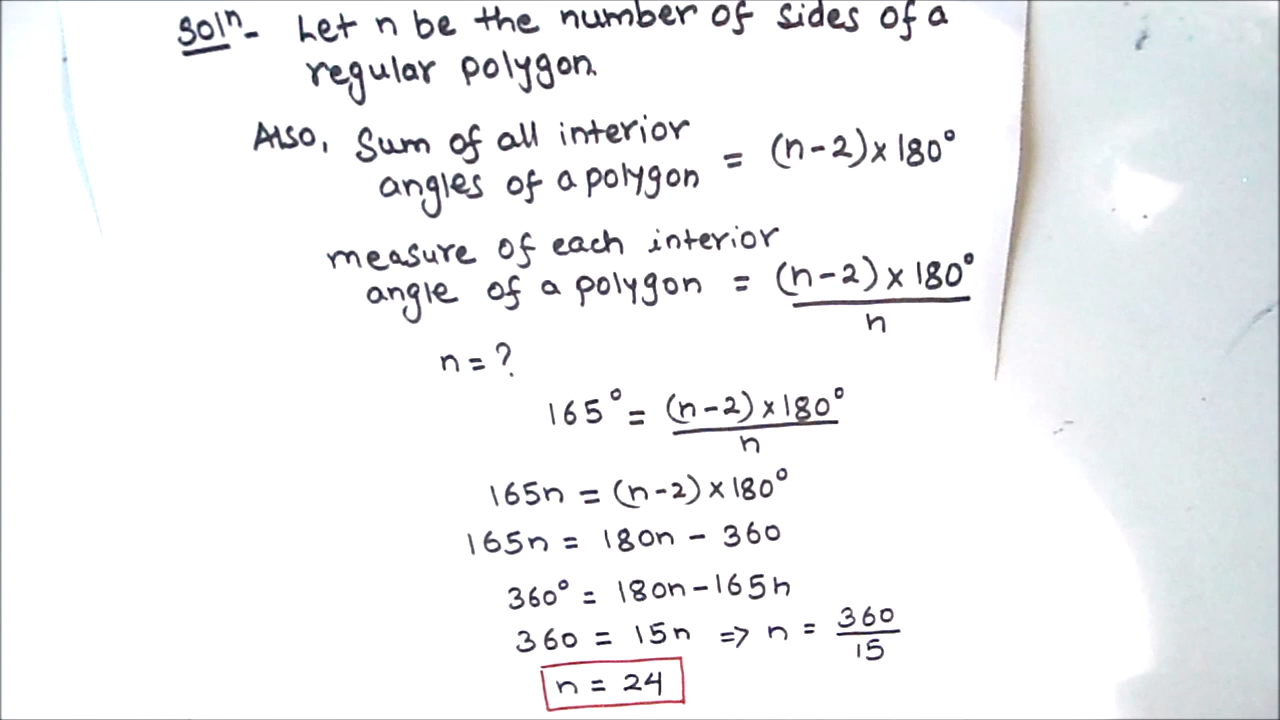 Solⁿ- Let n be the number of sides of a
regular polygon.
Also, Sum of all interior
angles of a polygon = (n-2)×180°
measure of each interior
angle of a polygon = (n-2)×180°
n
n = ?
165° = (n-2)×180°
n
165n = (n-2)×180°
165n = 180n - 360
360° = 180n-165n
360 = 15n => n = 360
15
n = 24